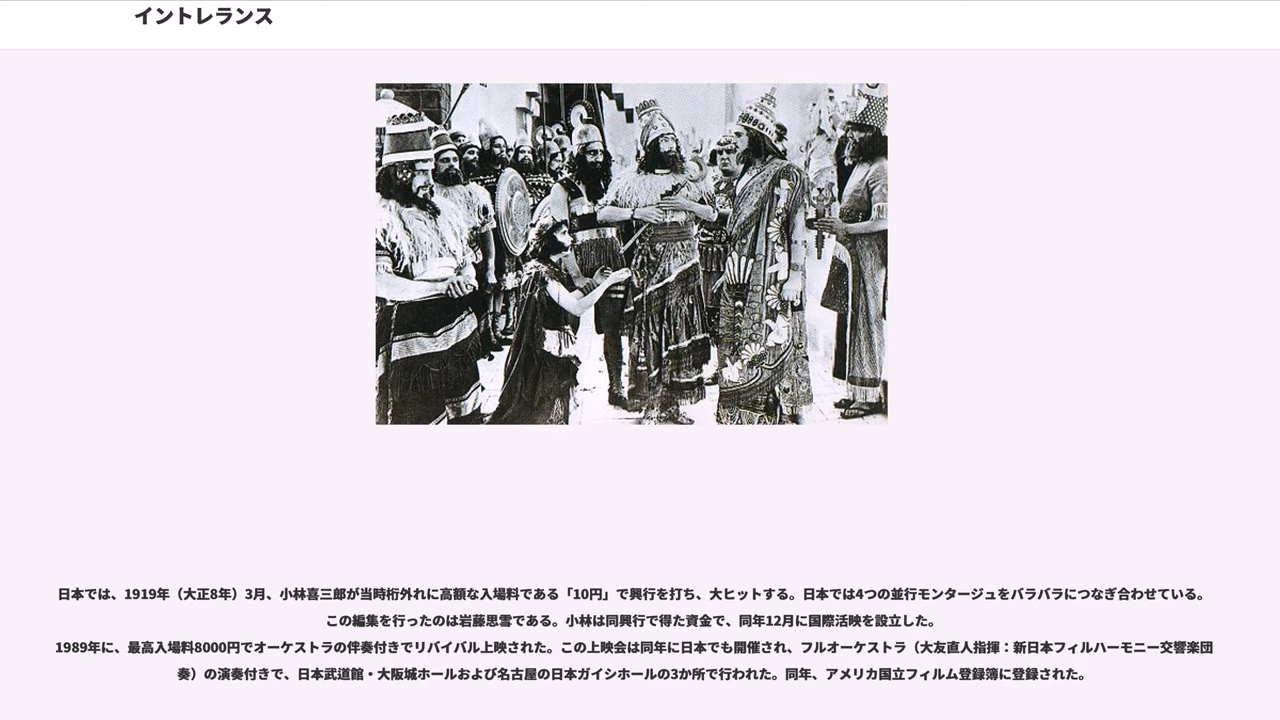 イントレランス
日本では、1919年（大正8年）3月、小林喜三郎が当時桁外れに高額な入場料である「10円」で興行を打ち、大ヒットする。日本では4つの並行モンタージュをバラバラにつなぎ合わせている。
この編集を行ったのは岩藤思雪である。小林は同興行で得た資金で、同年12月に国際活映を設立した。
1989年に、最高入場料8000円でオーケストラの伴奏付きでリバイバル上映された。この上映会は同年に日本でも開催され、フルオーケストラ（大友直人指揮：新日本フィルハーモニー交響楽団
奏）の演奏付きで、日本武道館・大阪城ホールおよび名古屋の日本ガイシホールの3か所で行われた。同年、アメリカ国立フィルム登録簿に登録された。